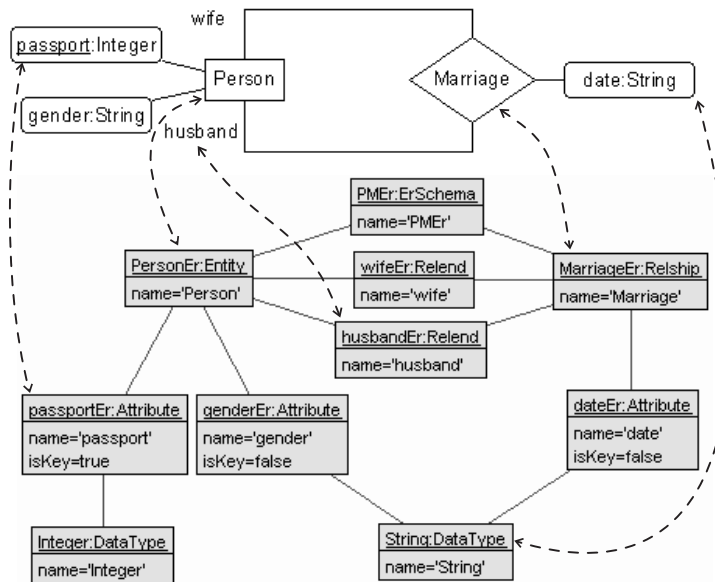 wife
passport:Integer
Person
Marriage
date:String
gender:String
husband
PMEr:ErSchema
name='PMEr'
PersonEr:Entity
name='Person'
wifeEr:Relend
name='wife'
MarriageEr:Relship
name='Marriage'
husbandEr:Relend
name='husband'
passportEr:Attribute
name='passport'
isKey=true
genderEr:Attribute
name='gender'
isKey=false
dateEr:Attribute
name='date'
isKey=false
Integer:DataType
name='Integer'
String:DataType
name='String'